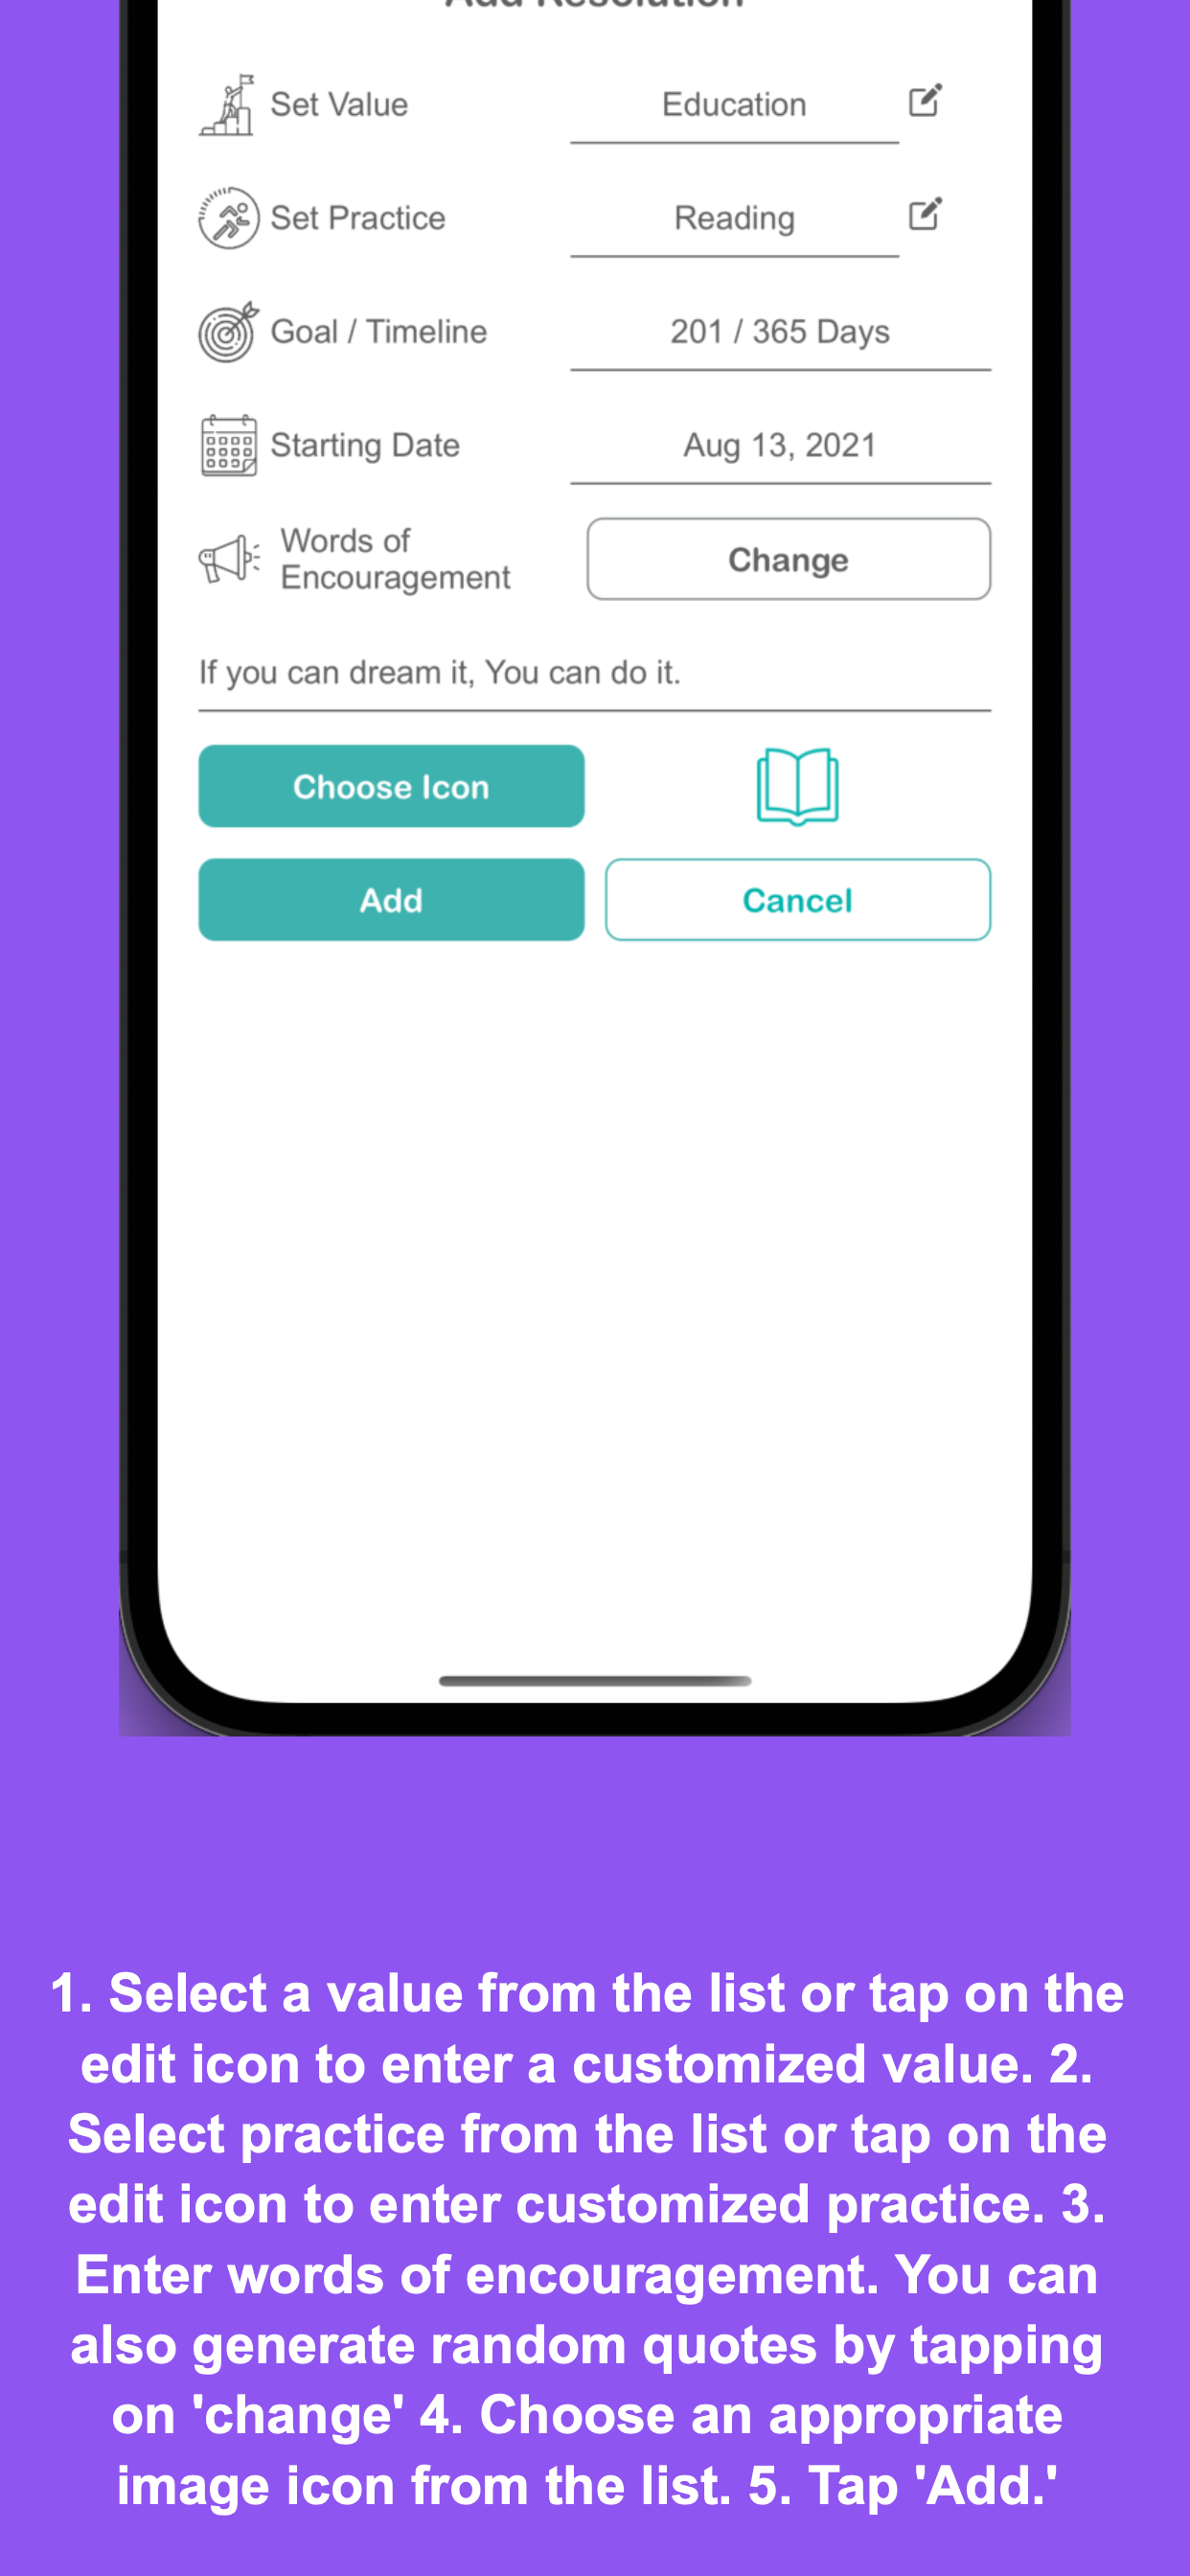 Add Resolution
Set Value
Education
Set Practice
Reading
Goal / Timeline
201 / 365 Days
Starting Date
Aug 13, 2021
Words of
Encouragement
Change
If you can dream it, You can do it.
Choose Icon
Add
Cancel
1. Select a value from the list or tap on the
edit icon to enter a customized value. 2.
Select practice from the list or tap on the
edit icon to enter customized practice. 3.
Enter words of encouragement. You can
also generate random quotes by tapping
on 'change' 4. Choose an appropriate
image icon from the list. 5. Tap 'Add.'